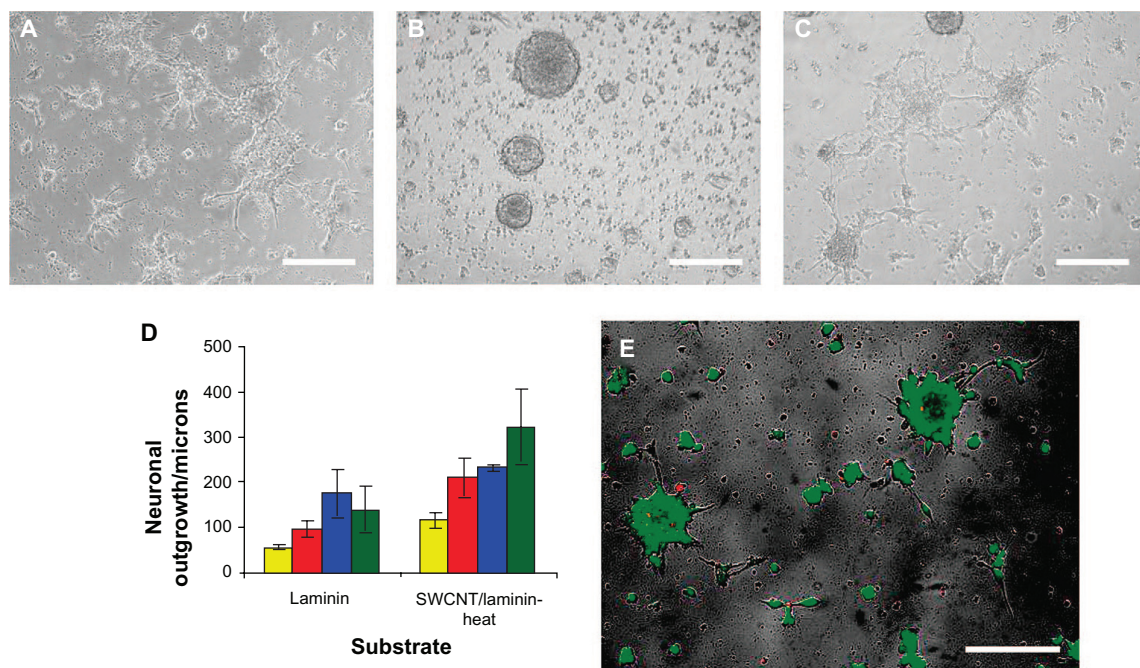 A
B
C
D
500
400
300
200
100
0
Neuronal
outgrowth/microns
Laminin
SWCNT/laminin-
heat
Substrate
E